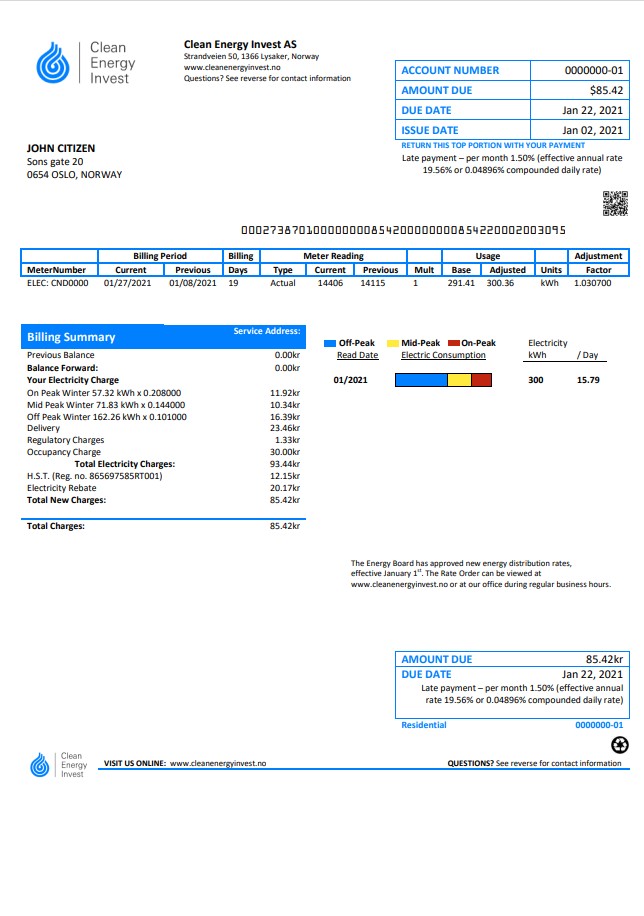 Clean
Energy
Invest
Clean Energy Invest AS
Strandveien 50, 1366 Lysaker, Norway
www.cleanenergyinvest.no
Questions? See reverse for contact information
ACCOUNT NUMBER 0000000-01
AMOUNT DUE $85.42
DUE DATE Jan 22, 2021
ISSUE DATE Jan 02, 2021
RETURN THIS TOP PORTION WITH YOUR PAYMENT
Late payment – per month 1.50% (effective annual rate
19.56% or 0.04896% compounded daily rate)
JOHN CITIZEN
Sons gate 20
0654 OSLO, NORWAY
000273870100000000854200000000854220002003095
Billing Period Billing Meter Reading Usage Adjustment
MeterNumber Current Previous Days Type Current Previous Mult Base Adjusted Units Factor
ELEC: CND0000 01/27/2021 01/08/2021 19 Actual 14406 14115 1 291.41 300.36 kWh 1.030700
Billing Summary Service Address:
Previous Balance 0.00kr
Balance Forward: 0.00kr
Your Electricity Charge
On Peak Winter 57.32 kWh x 0.208000 11.92kr
Mid Peak Winter 71.83 kWh x 0.144000 10.34kr
Off Peak Winter 162.26 kWh x 0.101000 16.39kr
Delivery 23.46kr
Regulatory Charges 1.33kr
Occupancy Charge 30.00kr
Total Electricity Charges: 93.44kr
H.S.T. (Reg. no. 865697585RT001) 12.15kr
Electricity Rebate 20.17kr
Total New Charges: 85.42kr
Total Charges: 85.42kr
Off-Peak Mid-Peak On-Peak Electricity
Read Date Electric Consumption kWh / Day
01/2021 300 15.79
The Energy Board has approved new energy distribution rates,
effective January 1st. The Rate Order can be viewed at
www.cleanenergyinvest.no or at our office during regular business hours.
AMOUNT DUE 85.42kr
DUE DATE Jan 22, 2021
Late payment – per month 1.50% (effective annual
rate 19.56% or 0.04896% compounded daily rate)
Residential 0000000-01
Clean
Energy
Invest
VISIT US ONLINE: www.cleanenergyinvest.no
QUESTIONS? See reverse for contact information